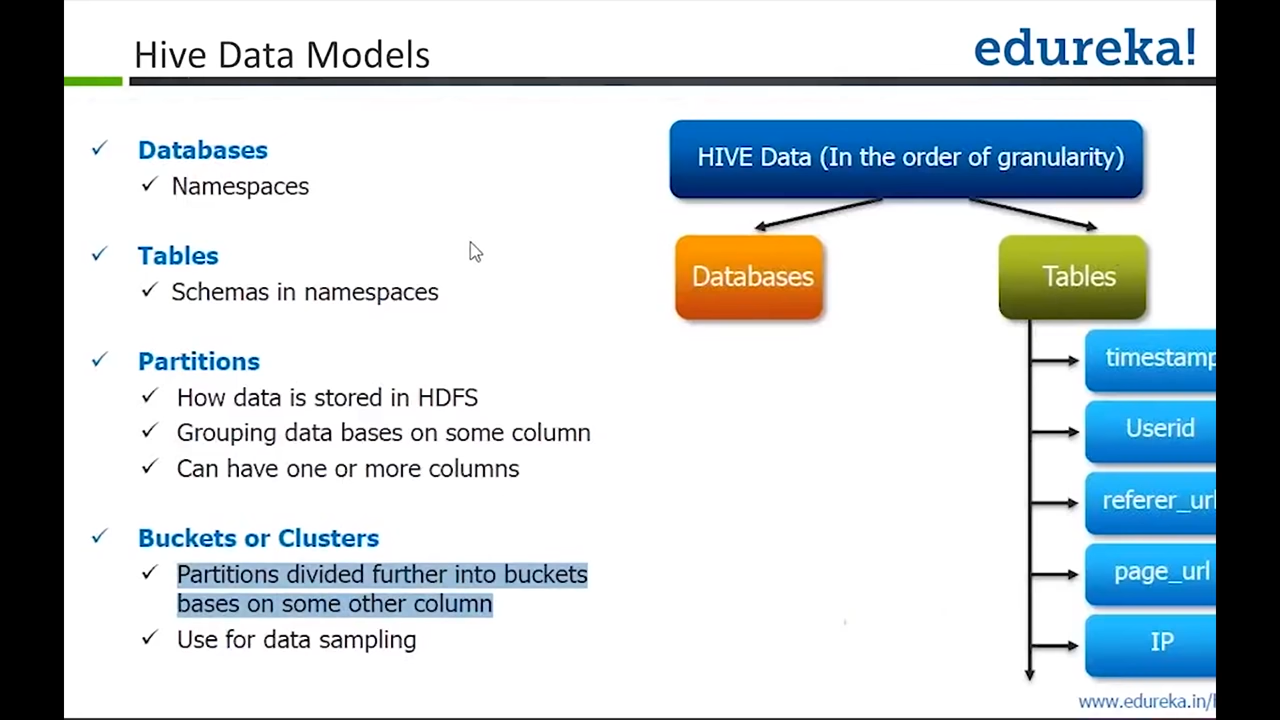 Hive Data Models
edureka!
Databases
Namespaces
Tables
Schemas in namespaces
Partitions
How data is stored in HDFS
Grouping data bases on some column
Can have one or more columns
Buckets or Clusters
Partitions divided further into buckets
bases on some other column
Use for data sampling
HIVE Data (In the order of granularity)
Databases
Tables
timestamp
Userid
referer_url
page_url
IP
www.edureka.in/